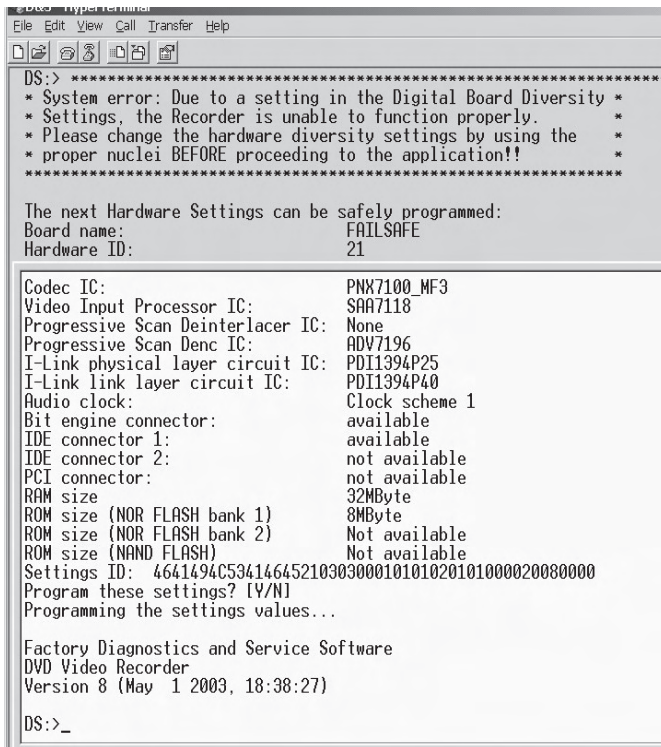 File Edit View Call Transfer Help
DS:> ****************************************************************
* System error: Due to a setting in the Digital Board Diversity *
* Settings, the Recorder is unable to function properly. *
* Please change the hardware diversity settings by using the *
* proper nuclei BEFORE proceeding to the application!! *
*****************************************************************
The next Hardware Settings can be safely programmed:
Board name: FAILSAFE
Hardware ID: 21
Codec IC: PNX7100_MF3
Video Input Processor IC: SAA7118
Progressive Scan Deinterlacer IC: None
Progressive Scan Denc IC: ADV7196
I-Link physical layer circuit IC: PDI1394P25
I-Link link layer circuit IC: PDI1394P40
Audio clock: Clock scheme 1
Bit engine connector: available
IDE connector 1: available
IDE connector 2: not available
PCI connector: not available
RAM size 32MByte
ROM size (NOR FLASH bank 1) 8MByte
ROM size (NOR FLASH bank 2) Not available
ROM size (NAND FLASH) Not available
Settings ID: 4641494C5341464521030300010101020101000020080000
Program these settings? [Y/N]
Programming the settings values...
Factory Diagnostics and Service Software
DVD Video Recorder
Version 8 (May 1 2003, 18:38:27)
DS:>_